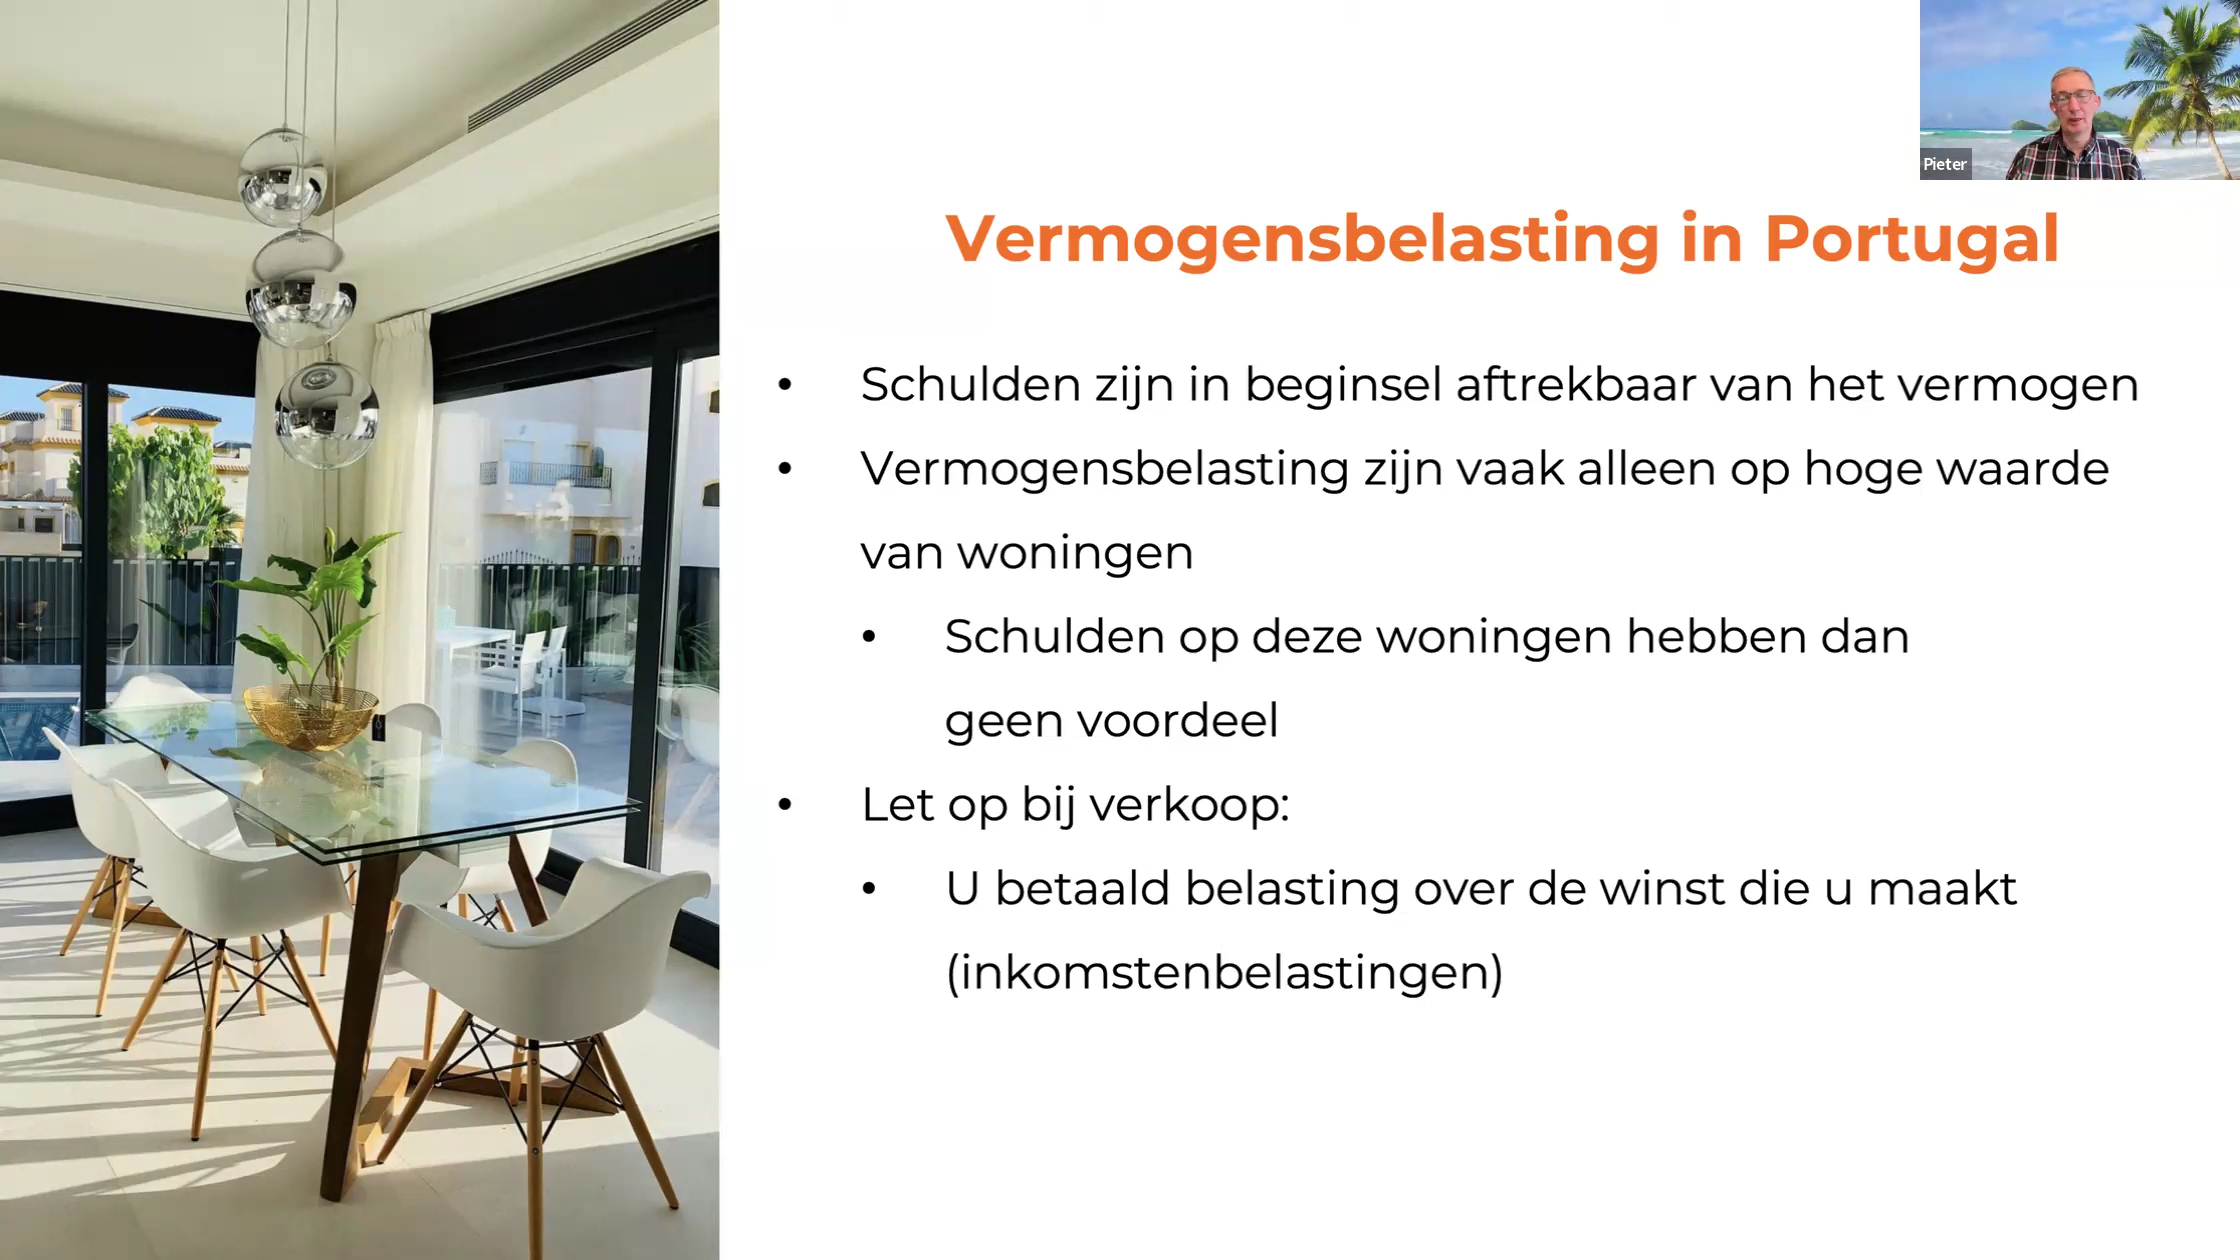 Pieter
Vermogensbelasting in Portugal
• Schulden zijn in beginsel aftrekbaar van het vermogen
• Vermogensbelasting zijn vaak alleen op hoge waarde
van woningen
• Schulden op deze woningen hebben dan
geen voordeel
• Let op bij verkoop:
• U betaald belasting over de winst die u maakt
(inkomstenbelastingen)